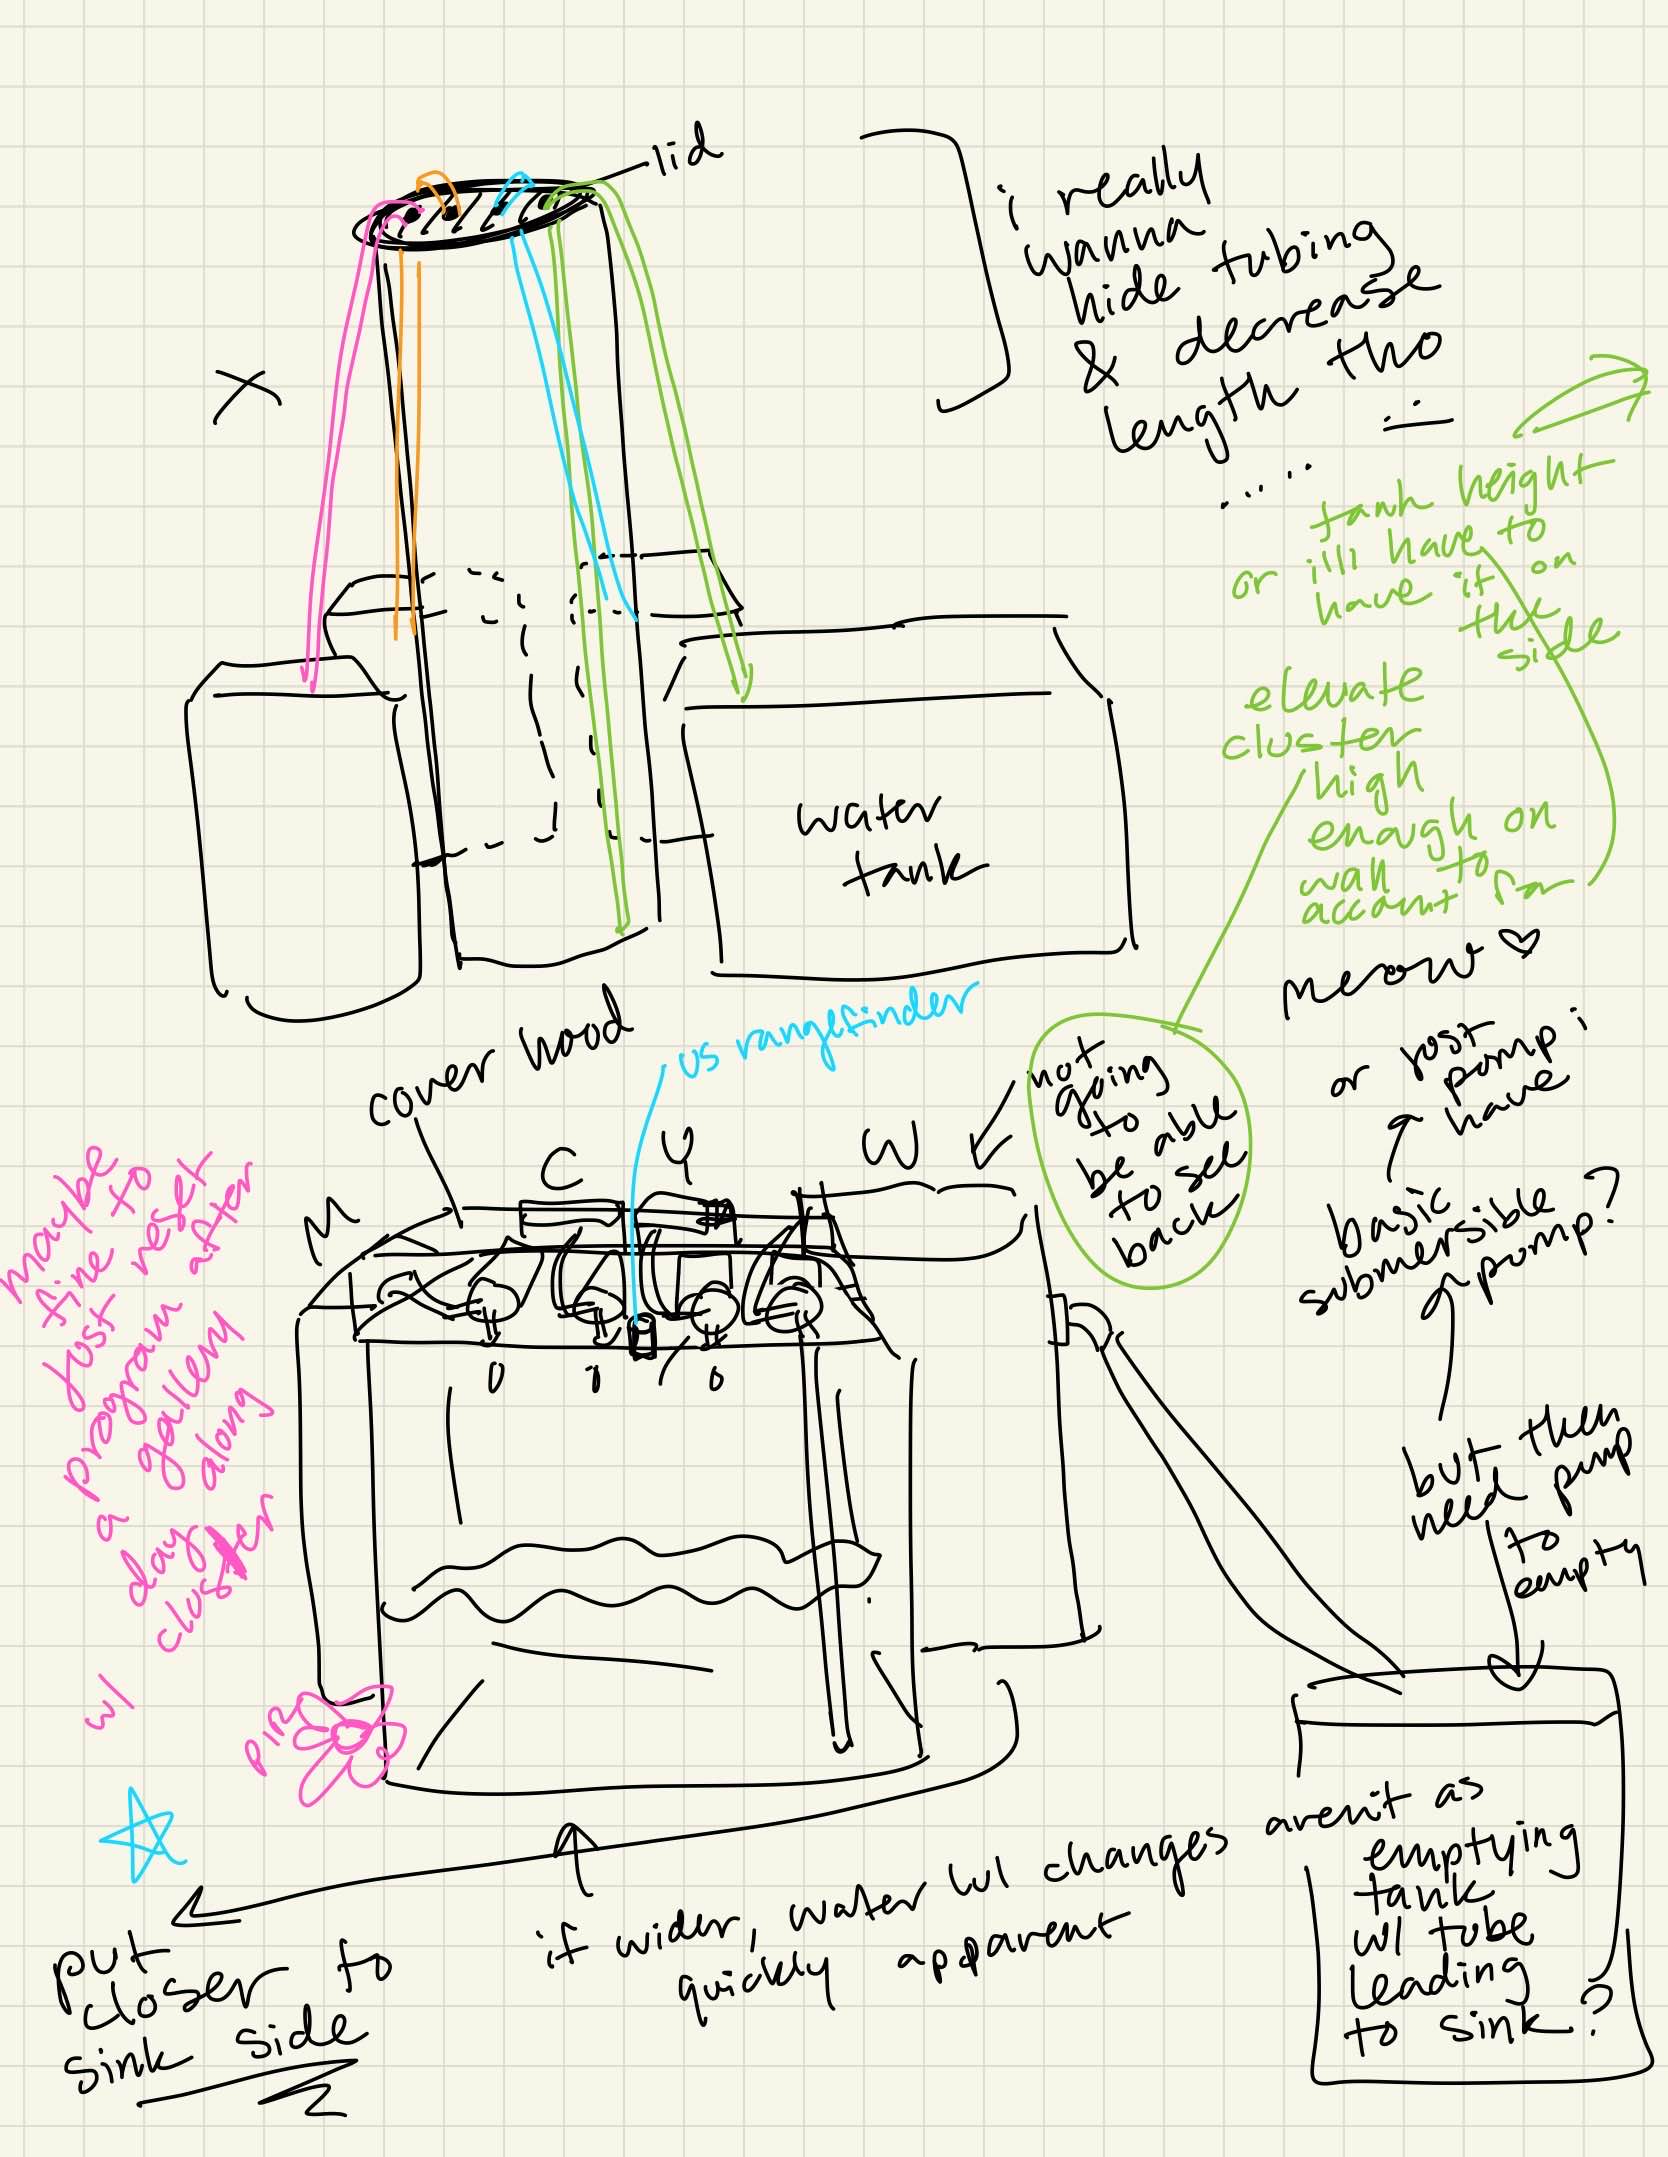 lid
i really
wanna
hide tubing
& decrease
length tho
.....
X
tank height
or i'll have to
have it on
the
side
elevate
cluster
high
enough on
wall to
account for
water
tank
meow ♡
cover hood
us rangefinder
not
going
to
be able
to see
back
or just
pump i
have
basic
submersible
pump?
but then
need pump
to
empty
M
C
Y
W
maybe
fine to
just reset
program after
a gallery
day along
w/ cluster
PIR
put
closer to
sink side
if wider, water lvl changes aren't as
quickly apparent
emptying
tank
w/ tube
leading
to sink?